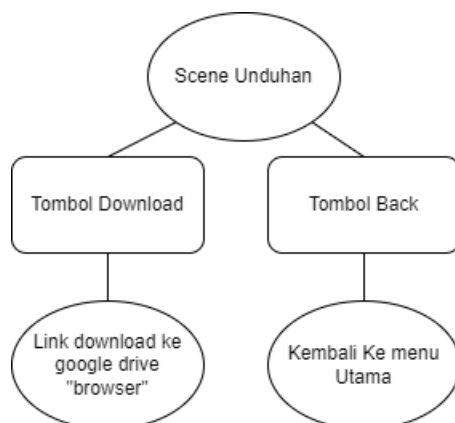 Scene Unduhan
Tombol Download
Tombol Back
Link download ke
google drive
"browser"
Kembali Ke menu
Utama